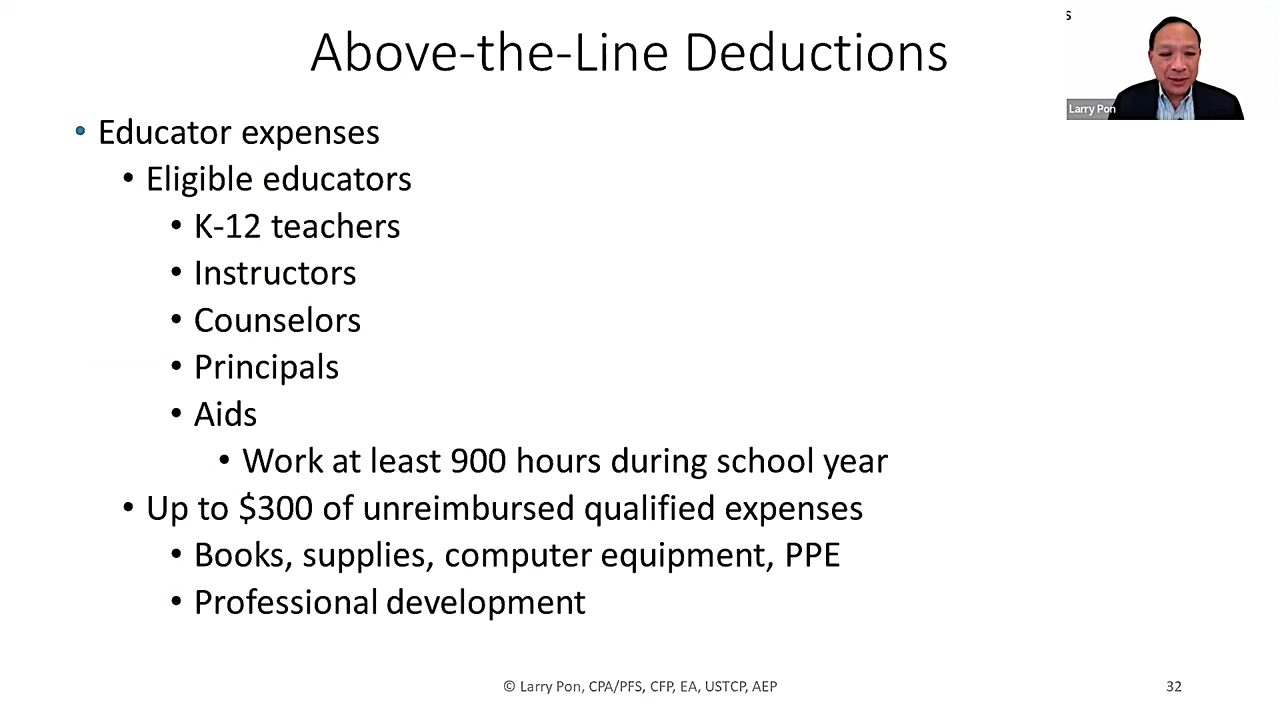 Above-the-Line Deductions
s
Larry Pon
• Educator expenses
• Eligible educators
• K-12 teachers
• Instructors
• Counselors
• Principals
• Aids
• Work at least 900 hours during school year
• Up to $300 of unreimbursed qualified expenses
• Books, supplies, computer equipment, PPE
• Professional development
© Larry Pon, CPA/PFS, CFP, EA, USTCP, AEP
32